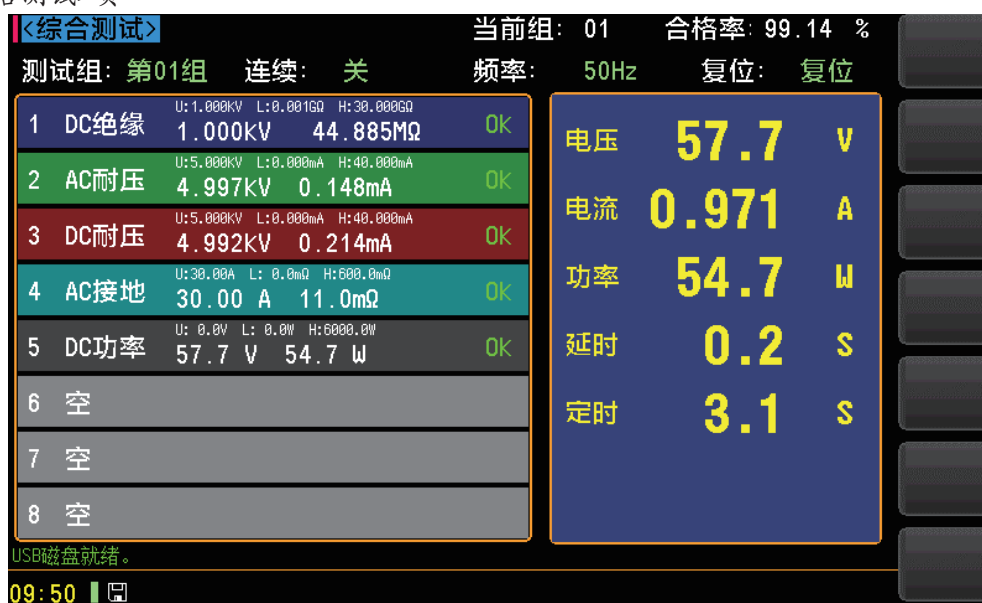 <综合测试> 当前组: 01 合格率: 99.14 %
测试组: 第01组 连续: 关 频率: 50Hz 复位: 复位
U:1.000kV L:0.001GΩ H:30.000GΩ
1 DC绝缘 1.000KV 44.885MΩ OK
U:5.000KV L:0.000mA H:40.000mA
2 AC耐压 4.997KV 0.148mA OK
U:5.000KV L:0.000mA H:40.000mA
3 DC耐压 4.992KV 0.214mA OK
U:30.00A L: 0.0mΩ H:600.0mΩ
4 AC接地 30.00 A 11.0mΩ OK
U: 0.0V L: 0.0W H:6000.0W
5 DC功率 57.7 V 54.7 W OK
6 空
7 空
8 空
电压 57.7 V
电流 0.971 A
功率 54.7 W
延时 0.2 S
定时 3.1 S
USB磁盘就绪。
09:50